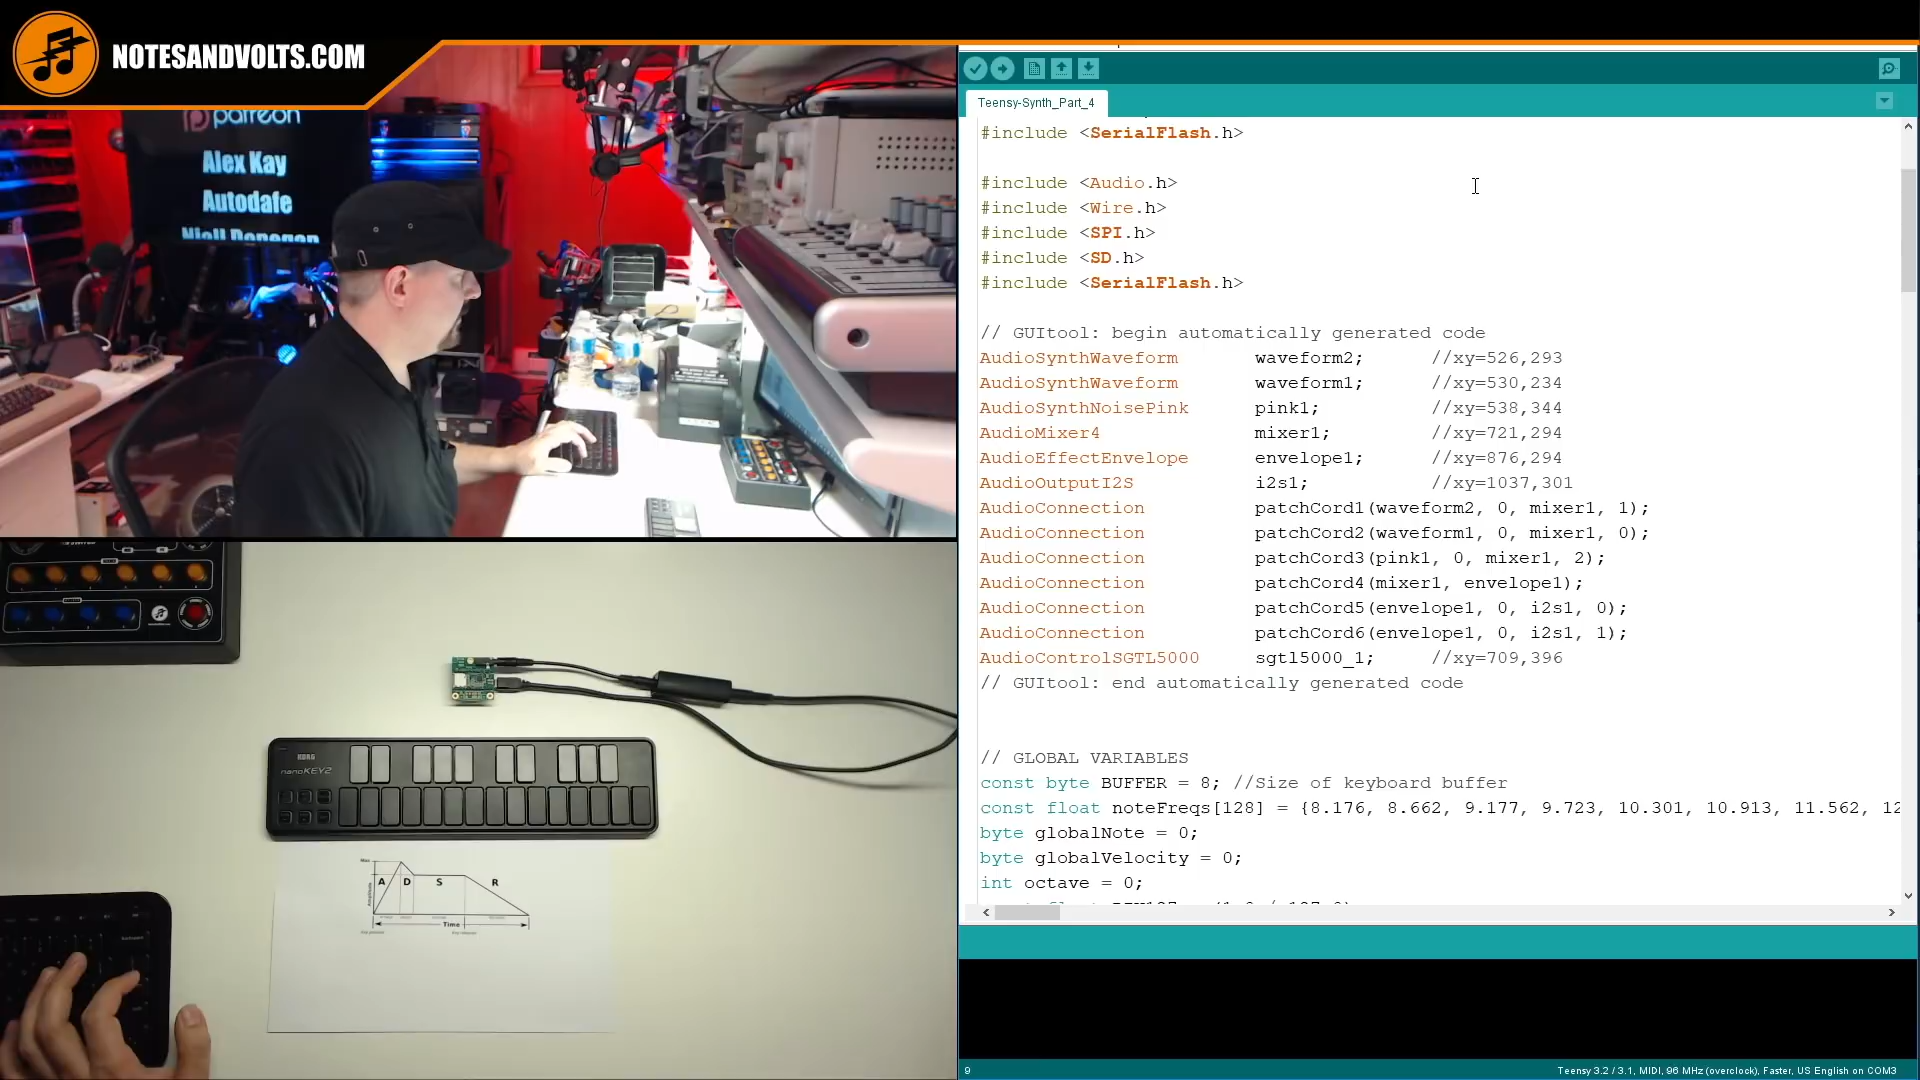 NOTESANDVOLTS.COM
patreon
Alex Kay
Autodafe
Niall Donegan
Teensy-Synth_Part_4
#include <SerialFlash.h>
#include <Audio.h>
#include <Wire.h>
#include <SPI.h>
#include <SD.h>
#include <SerialFlash.h>
// GUItool: begin automatically generated code
AudioSynthWaveform waveform2; //xy=526,293
AudioSynthWaveform waveform1; //xy=530,234
AudioSynthNoisePink pink1; //xy=538,344
AudioMixer4 mixer1; //xy=721,294
AudioEffectEnvelope envelope1; //xy=876,294
AudioOutputI2S i2s1; //xy=1037,301
AudioConnection patchCord1(waveform2, 0, mixer1, 1);
AudioConnection patchCord2(waveform1, 0, mixer1, 0);
AudioConnection patchCord3(pink1, 0, mixer1, 2);
AudioConnection patchCord4(mixer1, envelope1);
AudioConnection patchCord5(envelope1, 0, i2s1, 0);
AudioConnection patchCord6(envelope1, 0, i2s1, 1);
AudioControlSGTL5000 sgtl5000_1; //xy=709,396
// GUItool: end automatically generated code
// GLOBAL VARIABLES
const byte BUFFER = 8; //Size of keyboard buffer
const float noteFreqs[128] = {8.176, 8.662, 9.177, 9.723, 10.301, 10.913, 11.562, 12
byte globalNote = 0;
byte globalVelocity = 0;
int octave = 0;
9
Teensy 3.2 / 3.1, MIDI, 96 MHz (overclock), Faster, US English on COM3
KORG
nanoKEY2
Max
A D S R
Amplitude
Time